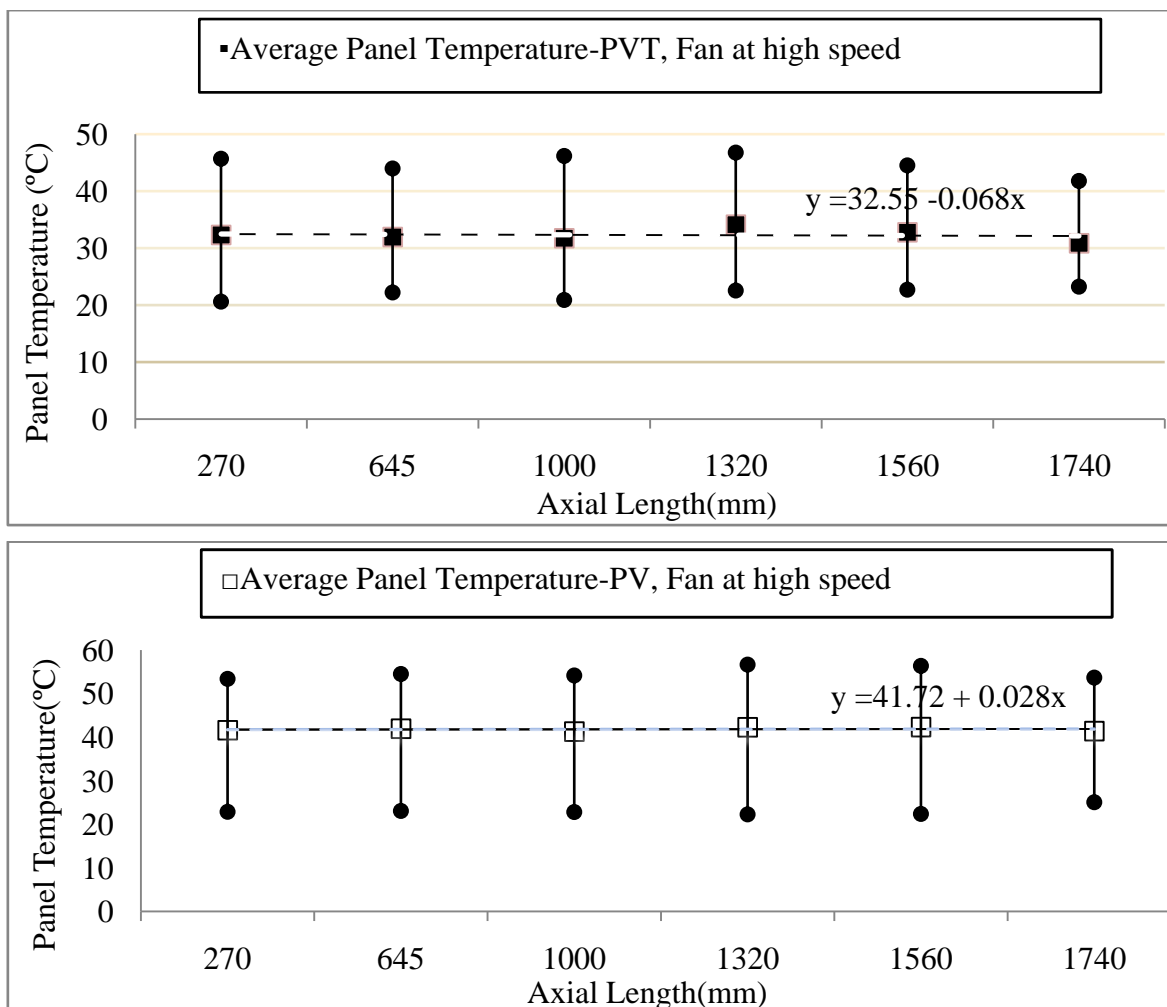 ▪Average Panel Temperature-PVT, Fan at high speed
50
40
30
20
10
0
Panel Temperature (ºC)
y =32.55 -0.068x
270 645 1000 1320 1560 1740
Axial Length(mm)
□Average Panel Temperature-PV, Fan at high speed
60
50
40
30
20
10
0
Panel Temperature(ºC)
y =41.72 + 0.028x
270 645 1000 1320 1560 1740
Axial Length(mm)